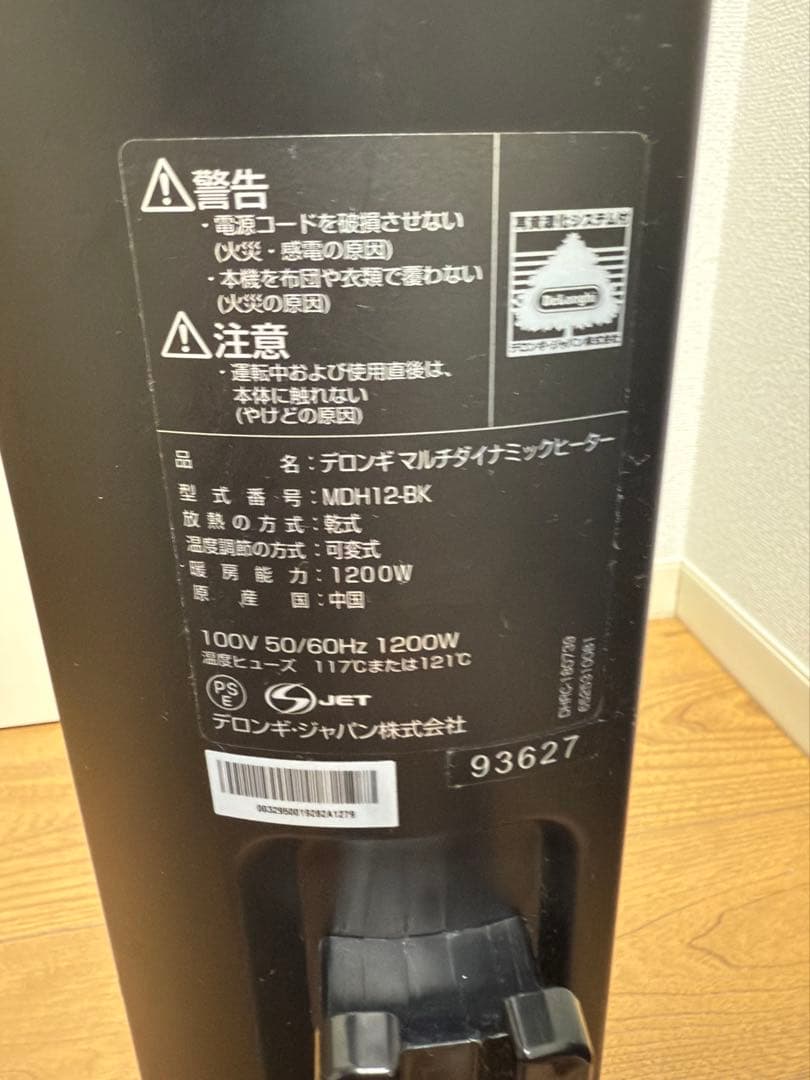 警告
・電源コードを破損させない
(火災・感電の原因)
・本機を布団や衣類で覆わない
(火災の原因)
注意
・運転中および使用直後は、
本体に触れない
(やけどの原因)
DeLonghi
デロンギ・ジャパン株式会社
品名:デロンギ マルチダイナミックヒーター
型式番号:MDH12-BK
放熱の方式:乾式
温度調節の方式:可変式
暖房能力:1200W
原産国:中国
100V 50/60Hz 1200W
温度ヒューズ 117℃または121℃
PS
E
JET
デロンギ・ジャパン株式会社
DHRC-180739
5525310081
93627
0032950019282A1279